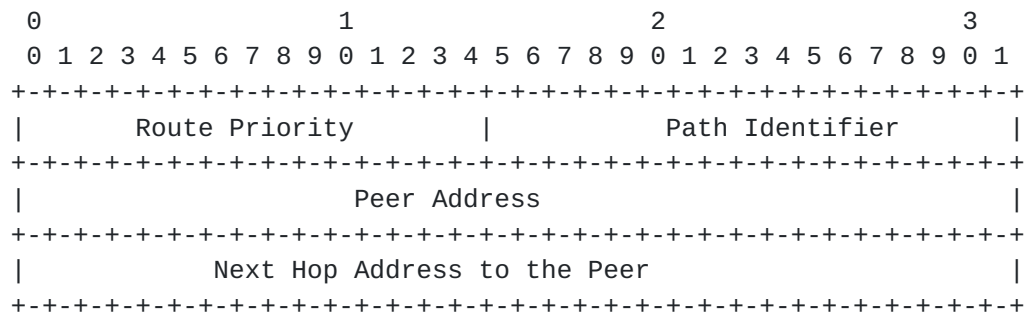 0                   1                   2                   3
 0 1 2 3 4 5 6 7 8 9 0 1 2 3 4 5 6 7 8 9 0 1 2 3 4 5 6 7 8 9 0 1
+-+-+-+-+-+-+-+-+-+-+-+-+-+-+-+-+-+-+-+-+-+-+-+-+-+-+-+-+-+-+-+-+
|       Route Priority        |           Path Identifier       |
+-+-+-+-+-+-+-+-+-+-+-+-+-+-+-+-+-+-+-+-+-+-+-+-+-+-+-+-+-+-+-+-+
|                     Peer Address                              |
+-+-+-+-+-+-+-+-+-+-+-+-+-+-+-+-+-+-+-+-+-+-+-+-+-+-+-+-+-+-+-+-+
|            Next Hop Address to the Peer                       |
+-+-+-+-+-+-+-+-+-+-+-+-+-+-+-+-+-+-+-+-+-+-+-+-+-+-+-+-+-+-+-+-+